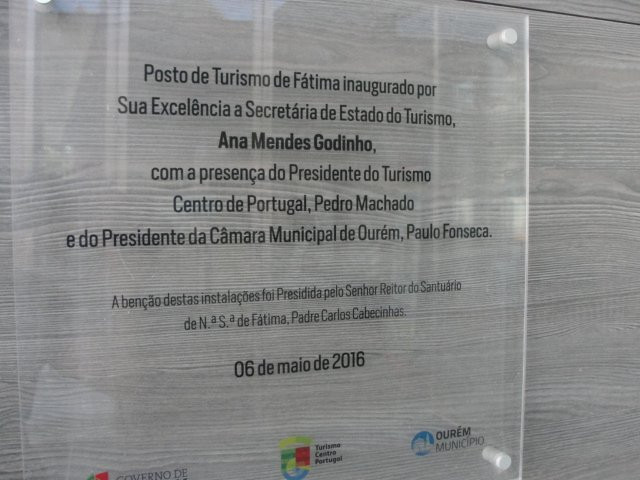 Posto de Turismo de Fátima inaugurado por
Sua Excelência a Secretária de Estado do Turismo,
Ana Mendes Godinho,
com a presença do Presidente do Turismo
Centro de Portugal, Pedro Machado
e do Presidente da Câmara Municipal de Ourém, Paulo Fonseca.
A benção destas instalações foi Presidida pelo Senhor Reitor do Santuário
de N.ª S.ª de Fátima, Padre Carlos Cabecinhas.
06 de maio de 2016
GOVERNO DE
Turismo
Centro
Portugal
OURÉM
MUNICÍPIO